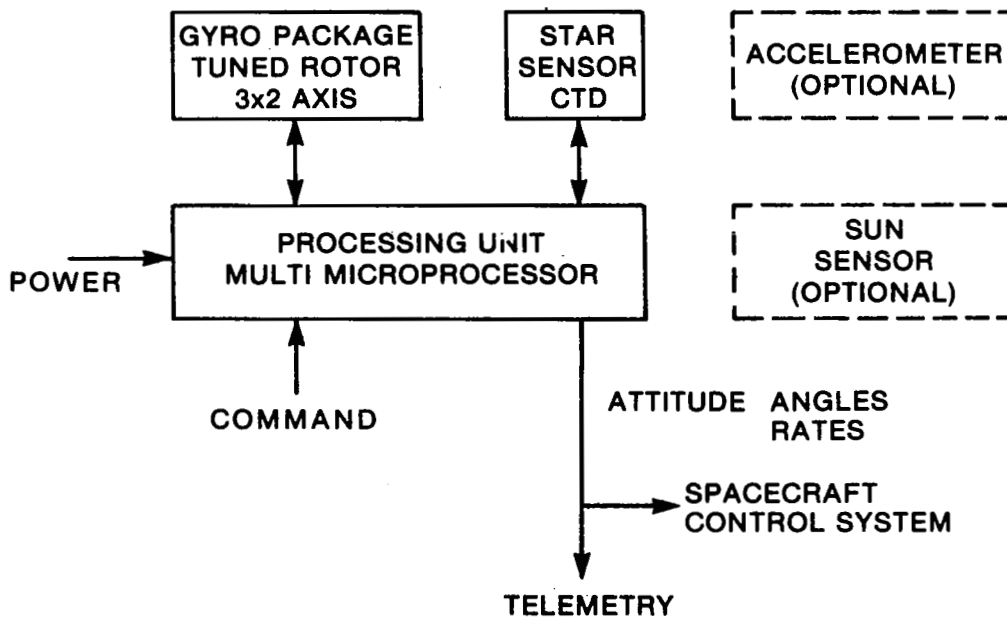 GYRO PACKAGE
TUNED ROTOR
3x2 AXIS
STAR
SENSOR
CTD
ACCELEROMETER
(OPTIONAL)
PROCESSING UNIT
MULTI MICROPROCESSOR
SUN
SENSOR
(OPTIONAL)
POWER
COMMAND
ATTITUDE ANGLES
RATES
SPACECRAFT
CONTROL SYSTEM
TELEMETRY